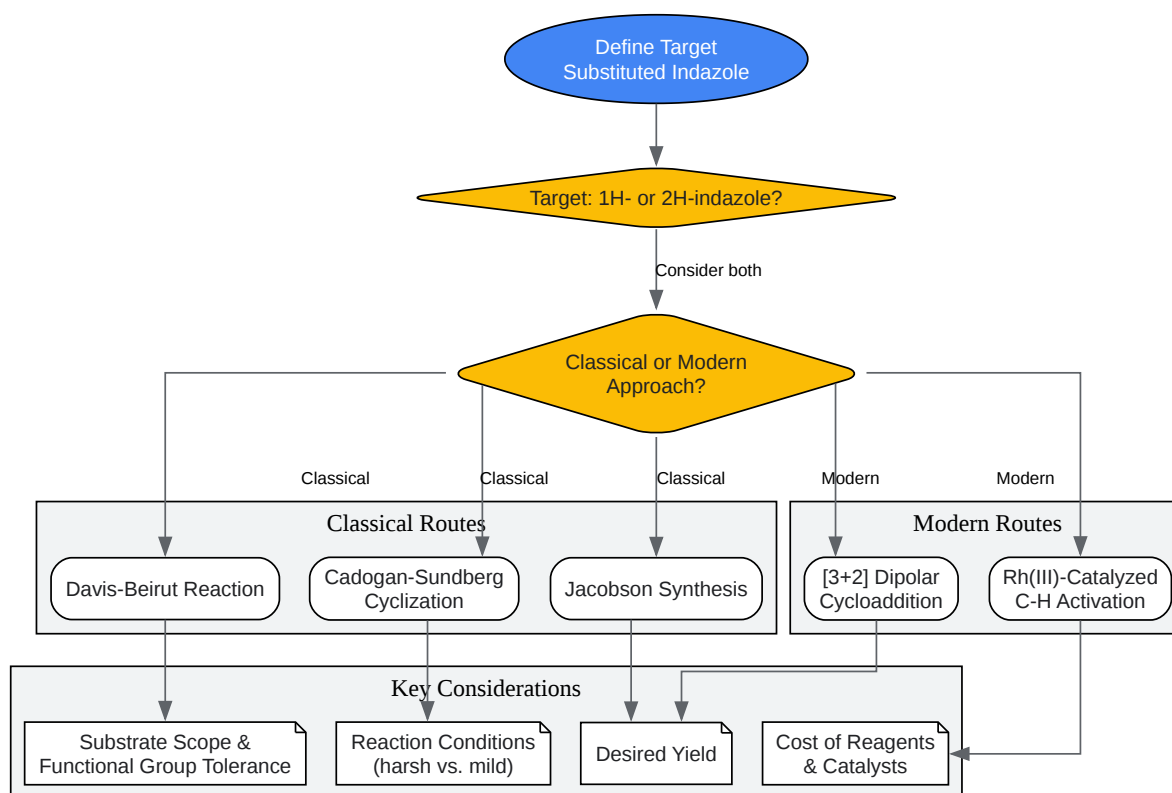 Define Target
Substituted Indazole
Target: 1H- or 2H-indazole?
Consider both
Classical or Modern
Approach?
Classical
Classical
Classical
Modern
Modern
Classical Routes
Modern Routes
Davis-Beirut Reaction
Cadogan-Sundberg
Cyclization
Jacobson Synthesis
[3+2] Dipolar
Cycloaddition
Rh(III)-Catalyzed
C-H Activation
Key Considerations
Substrate Scope &
Functional Group Tolerance
Reaction Conditions
(harsh vs. mild)
Desired Yield
Cost of Reagents
& Catalysts